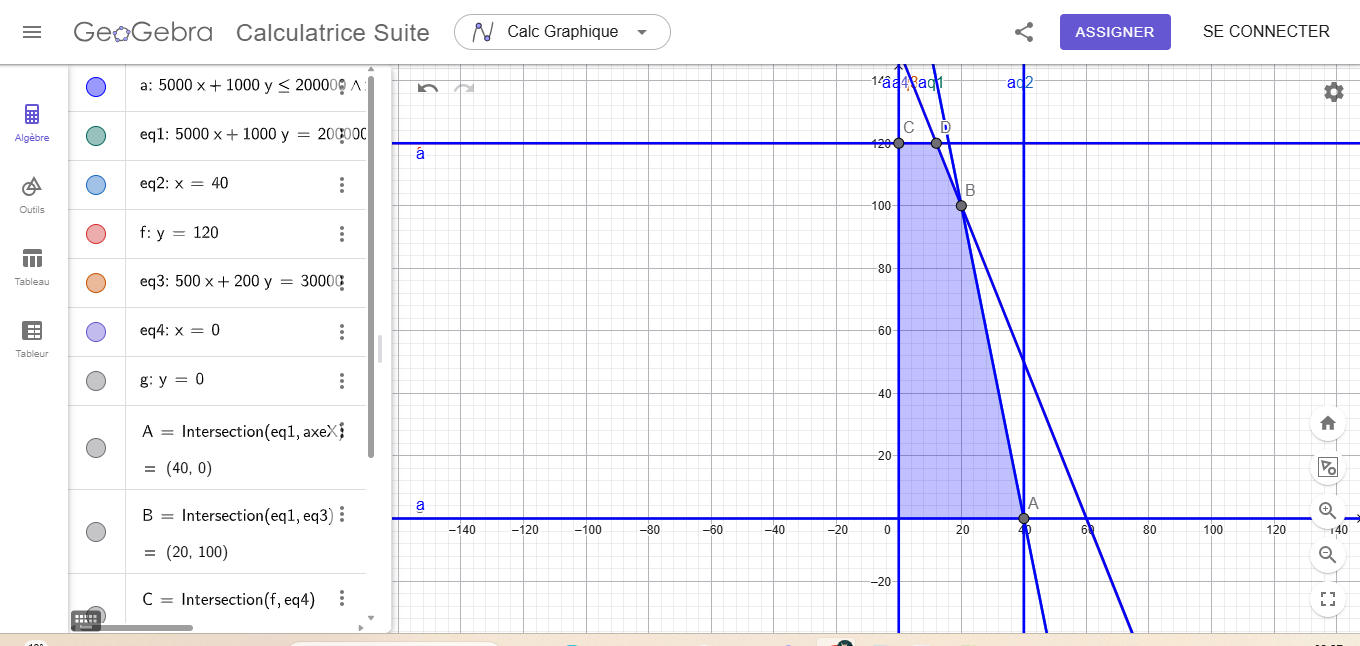 GeoGebra Calculatrice Suite
Calc Graphique
ASSIGNER
SE CONNECTER
Algèbre
Outils
Tableau
Tableur
a: 5000 x + 1000 y ≤ 200000 ∧
eq1: 5000 x + 1000 y = 200000
eq2: x = 40
f: y = 120
eq3: 500 x + 200 y = 30000
eq4: x = 0
g: y = 0
A = Intersection(eq1, axeX)
= (40, 0)
B = Intersection(eq1, eq3)
= (20, 100)
C = Intersection(f, eq4)
C
D
a
120
B
100
80
60
40
20
a
A
−140 −120 −100 −80 −60 −40 −20 0 20 40 60 80 100 120 140
−20